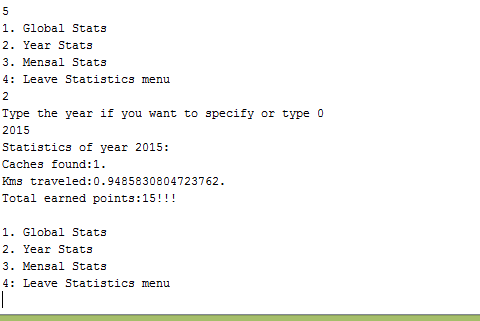 5
1. Global Stats
2. Year Stats
3. Mensal Stats
4: Leave Statistics menu
2
Type the year if you want to specify or type 0
2015
Statistics of year 2015:
Caches found:1.
Kms traveled:0.9485830804723762.
Total earned points:15!!!
1. Global Stats
2. Year Stats
3. Mensal Stats
4: Leave Statistics menu